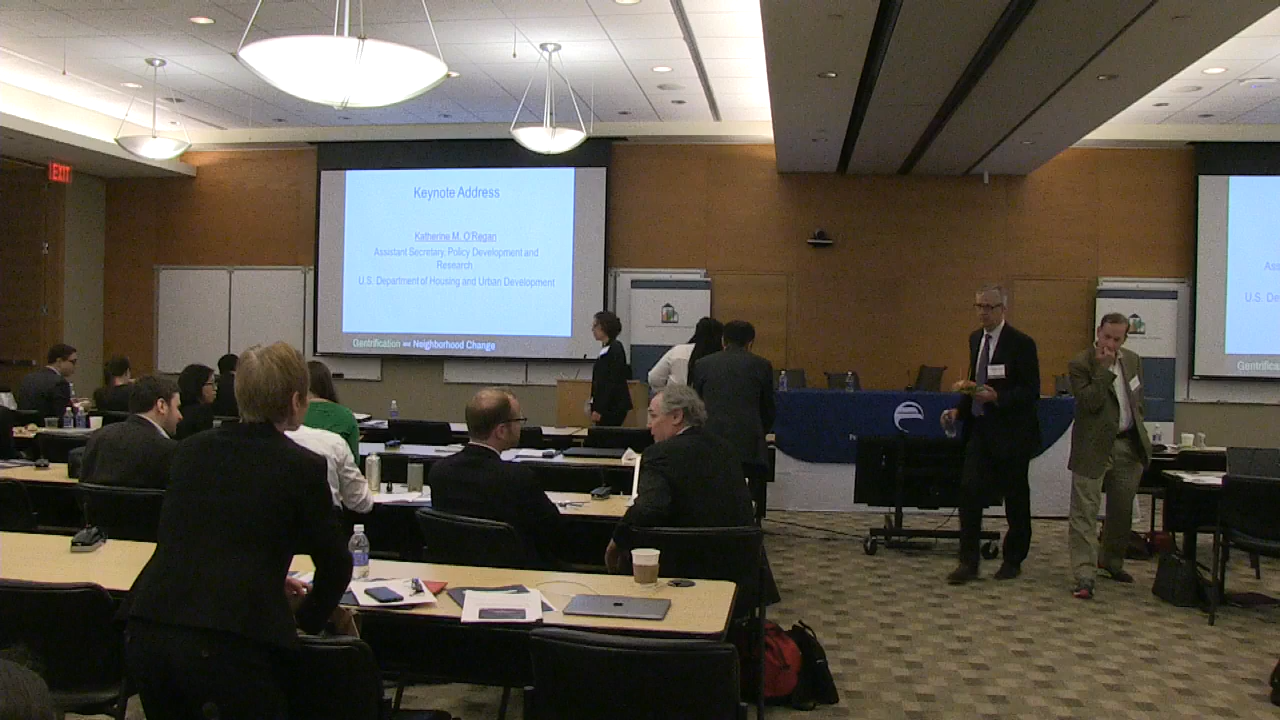 EXIT
Keynote Address
Katherine M. O'Regan
Assistant Secretary, Policy Development and
Research
U.S. Department of Housing and Urban Development
Gentrification AND Neighborhood Change
U.S. De
Gentrific